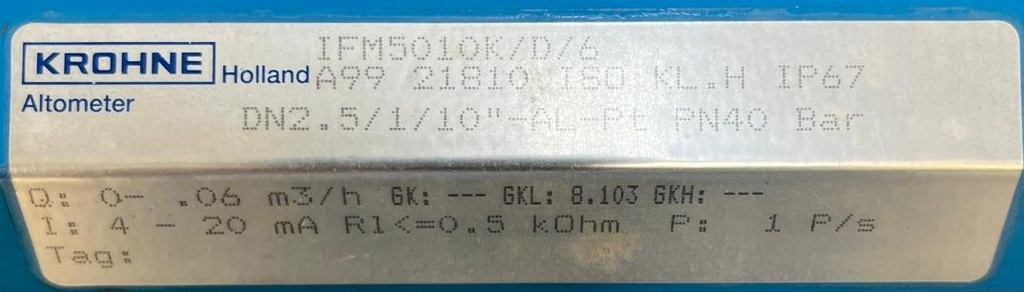 KROHNE Holland
Altometer
IFM5010K/D/6
A99 21810 ISO KL.H IP67
DN2.5/1/10"-AL-Pt PN40 Bar
Q: 0- .06 m3/h GK: --- GKL: 8.103 GKH: ---
I: 4 - 20 mA Rl<=0.5 kOhm P: 1 P/s
Tag: